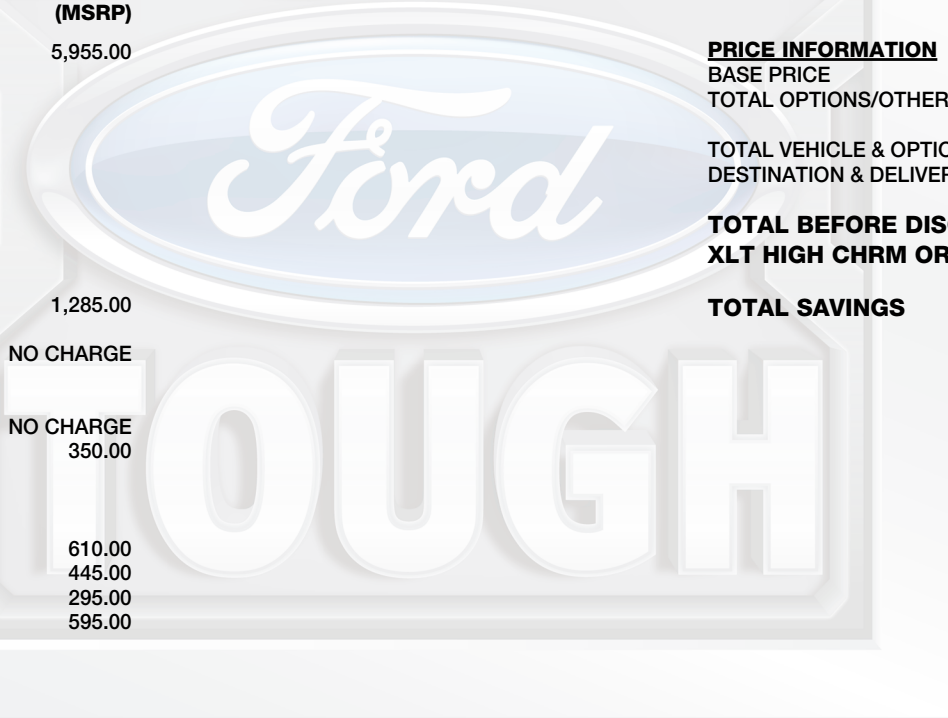 (MSRP)
5,955.00
1,285.00
NO CHARGE
NO CHARGE
350.00
610.00
445.00
295.00
595.00
PRICE INFORMATION
BASE PRICE
TOTAL OPTIONS/OTHER
TOTAL VEHICLE & OPTIO
DESTINATION & DELIVER
TOTAL BEFORE DISC
XLT HIGH CHRM OR
TOTAL SAVINGS
Ford
TOUGH